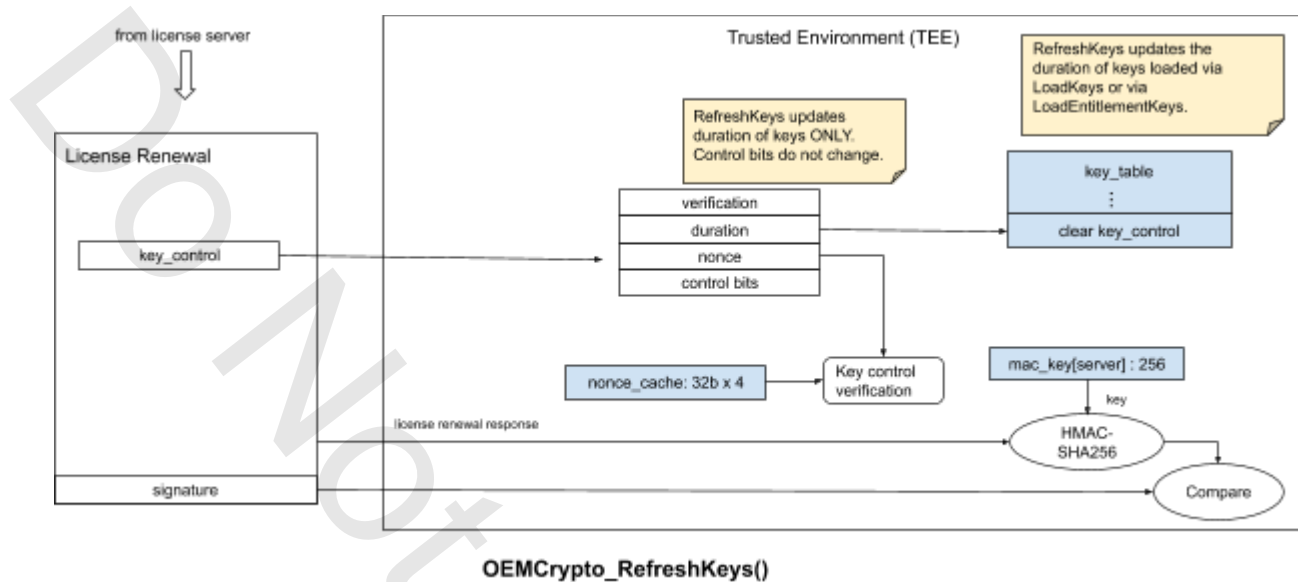 from license server
Trusted Environment (TEE)
RefreshKeys updates the
duration of keys loaded via
LoadKeys or via
LoadEntitlementKeys.
RefreshKeys updates
duration of keys ONLY.
Control bits do not change.
License Renewal
key_table
⋮
verification
duration
clear key_control
key_control
nonce
control bits
nonce_cache: 32b x 4
Key control
verification
mac_key[server] : 256
key
license renewal response
HMAC-
SHA256
signature
Compare
OEMCrypto_RefreshKeys()
Do Not